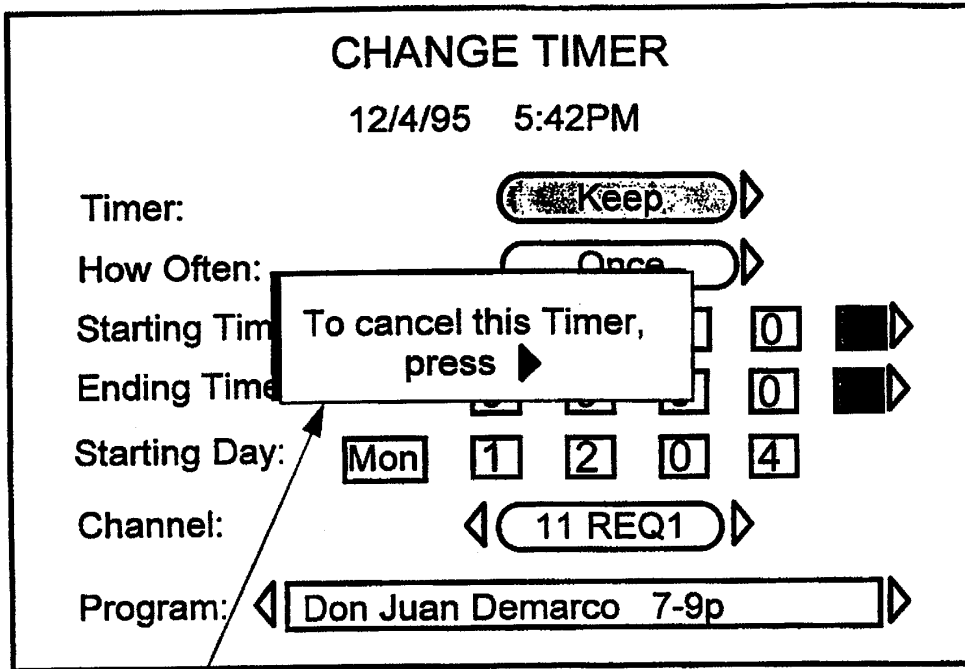 CHANGE TIMER
12/4/95 5:42PM
Timer: Keep
How Often: Once
Starting Tim 0
To cancel this Timer,
press
Ending Time 0
Starting Day: Mon 1 2 0 4
Channel: 11 REQ1
Program: Don Juan Demarco 7-9p